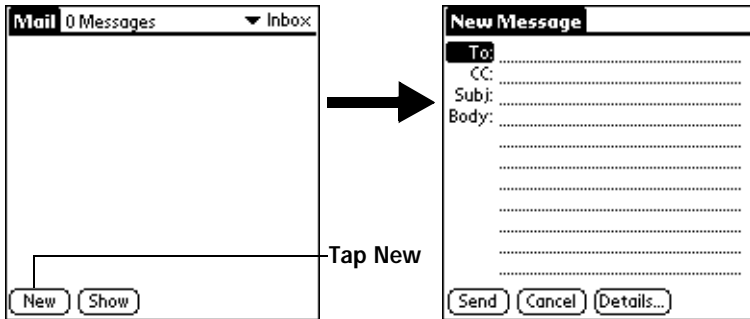 Mail 0 Messages Inbox
New Show
Tap New
New Message
To:
CC:
Subj:
Body:
Send Cancel Details...